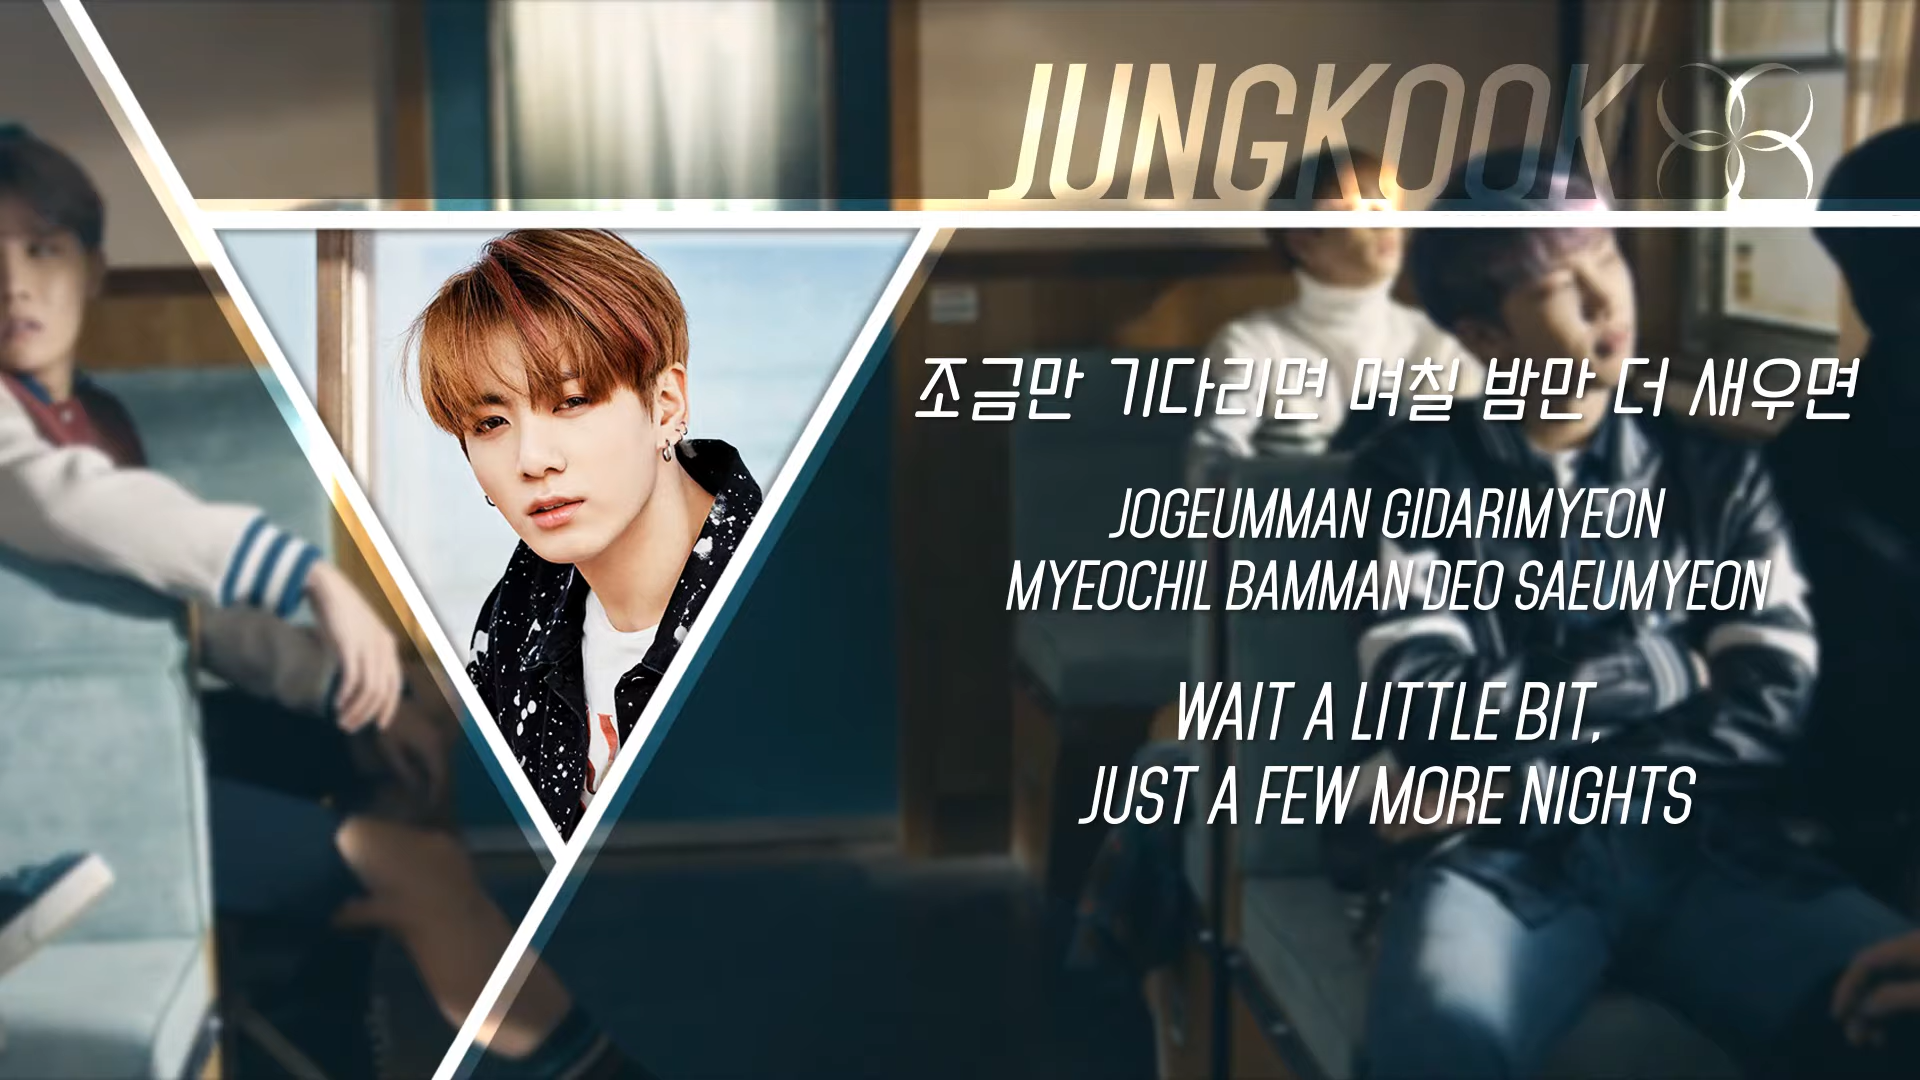 JUNGKOOK
조금만 기다리면 며칠 밤만 더 새우면
JOGEUMMAN GIDARIMYEON
MYEOCHIL BAMMAN DEO SAEUMYEON
WAIT A LITTLE BIT,
JUST A FEW MORE NIGHTS